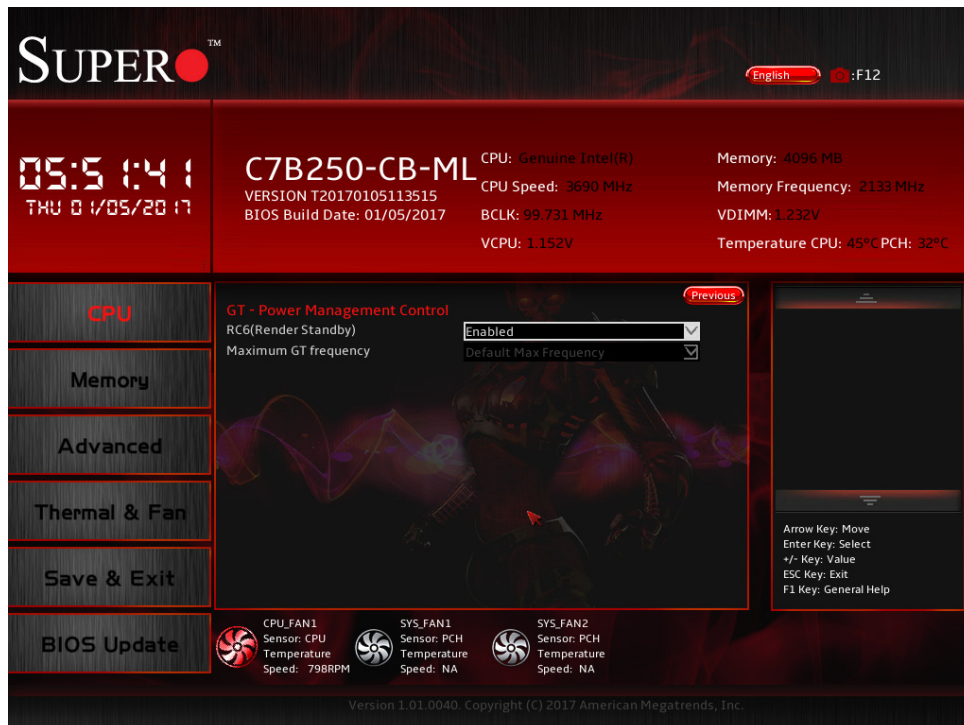 SUPER TM
English :F12
05:51:41
THU 01/05/2017
C7B250-CB-ML
VERSION T20170105113515
BIOS Build Date: 01/05/2017
CPU: Genuine Intel(R)
CPU Speed: 3690 MHz
BCLK: 99.731 MHz
VCPU: 1.152V
Memory: 4096 MB
Memory Frequency: 2133 MHz
VDIMM: 1.232V
Temperature CPU: 45°C PCH: 32°C
CPU
Memory
Advanced
Thermal & Fan
Save & Exit
BIOS Update
Previous
GT - Power Management Control
RC6(Render Standby) Enabled
Maximum GT frequency Default Max Frequency
Arrow Key: Move
Enter Key: Select
+/- Key: Value
ESC Key: Exit
F1 Key: General Help
CPU_FAN1
Sensor: CPU
Temperature
Speed: 798RPM
SYS_FAN1
Sensor: PCH
Temperature
Speed: NA
SYS_FAN2
Sensor: PCH
Temperature
Speed: NA
Version 1.01.0040. Copyright (C) 2017 American Megatrends, Inc.